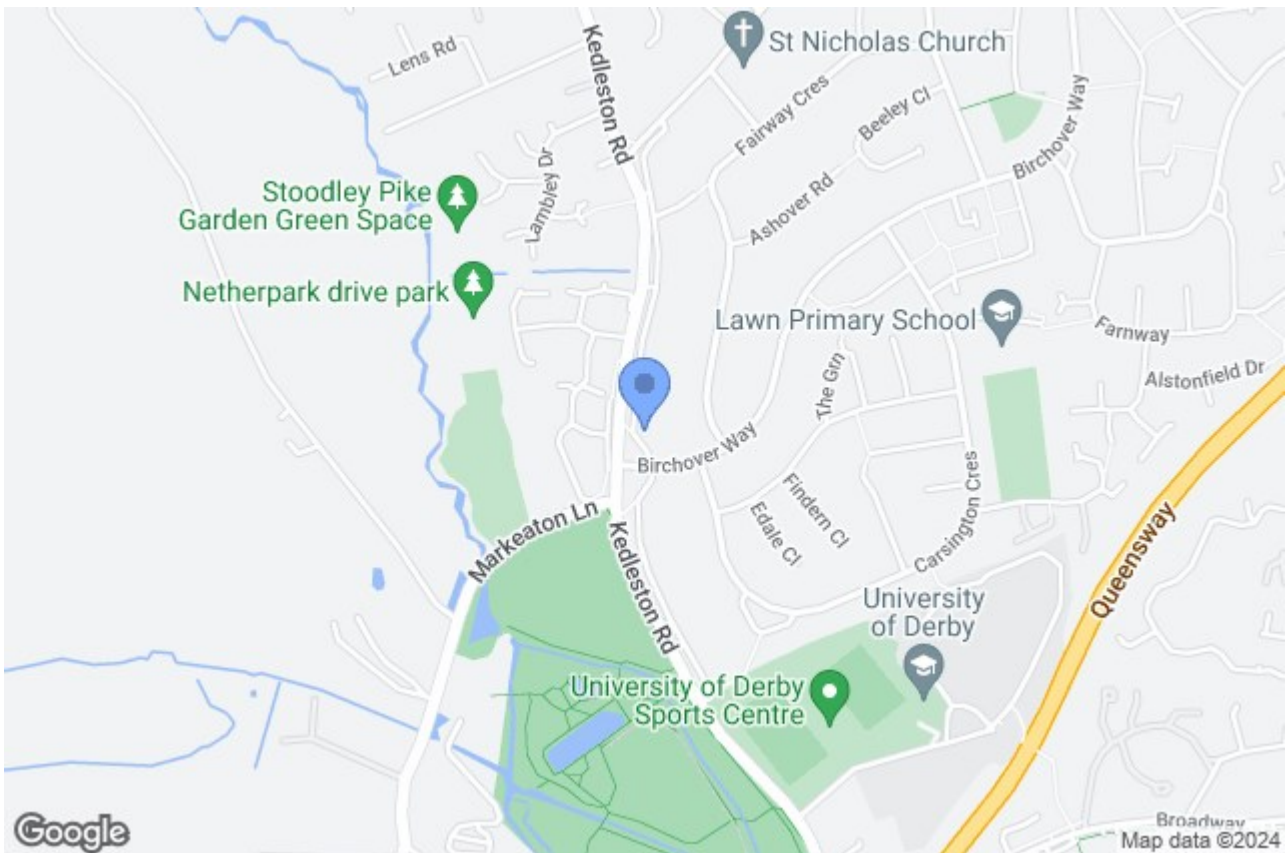 Lens Rd
Kedleston Rd
St Nicholas Church
Fairway Cres
Beeley Cl
Birchover Way
Stoodley Pike
Garden Green Space
Lambley Dr
Ashover Rd
Netherpark drive park
Lawn Primary School
Farnway
The Grn
Alstonfield Dr
Birchover Way
Findern Cl
Edale Cl
Carsington Cres
Markeaton Ln
Kedleston Rd
Queensway
University
of Derby
University of Derby
Sports Centre
Broadway
Google
Map data ©2024